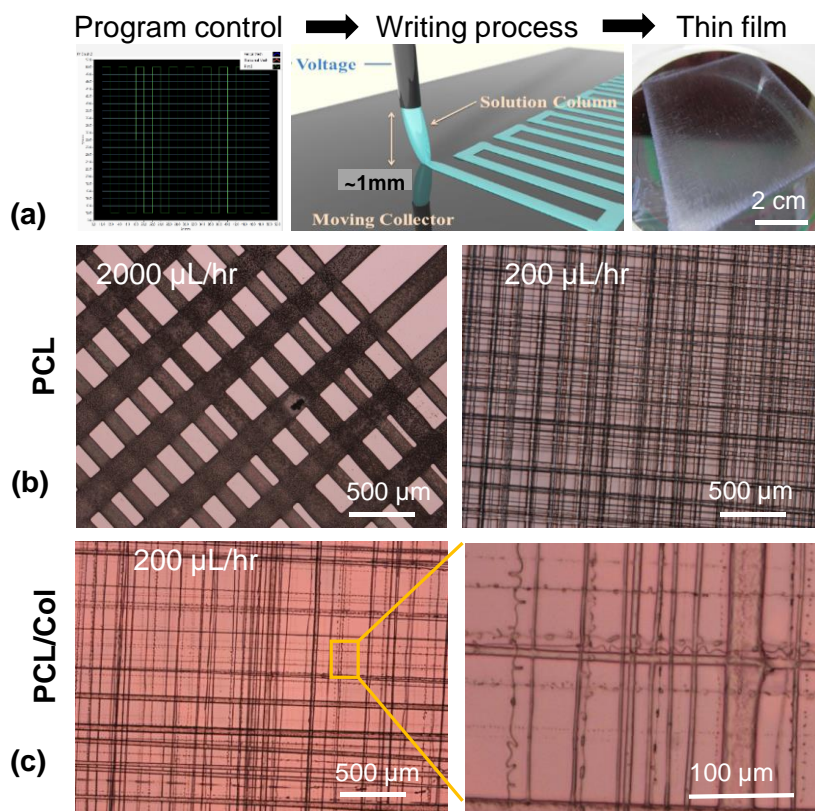 Program control Writing process Thin film
Voltage
Solution Column
~1mm
Moving Collector
2 cm
(a)
PCL
2000 µL/hr
200 µL/hr
500 µm
500 µm
(b)
PCL/Col
200 µL/hr
500 µm
100 µm
(c)